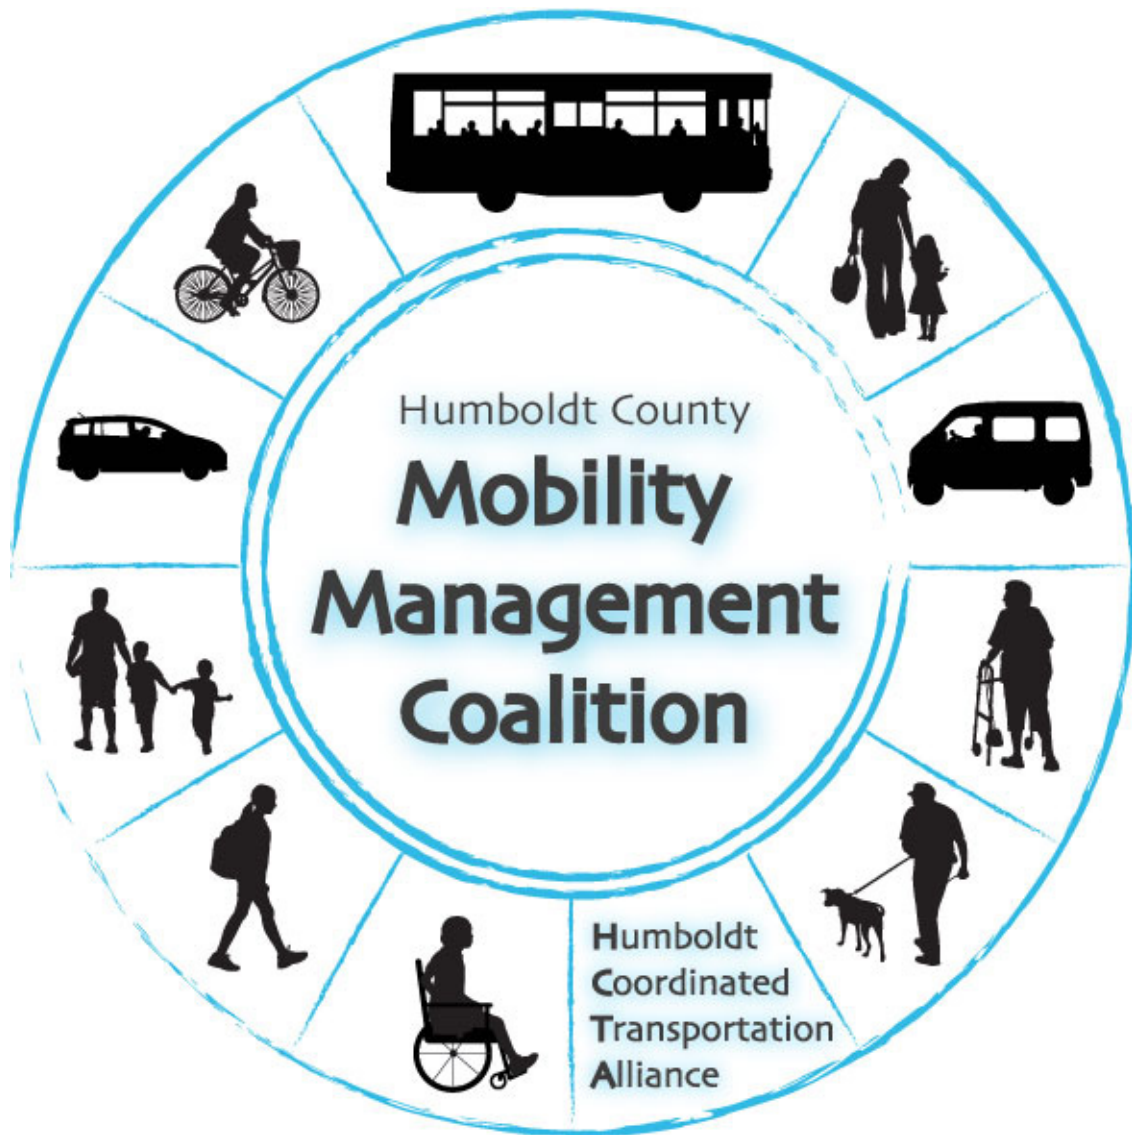 Humboldt County
Mobility
Management
Coalition
Humboldt
Coordinated
Transportation
Alliance